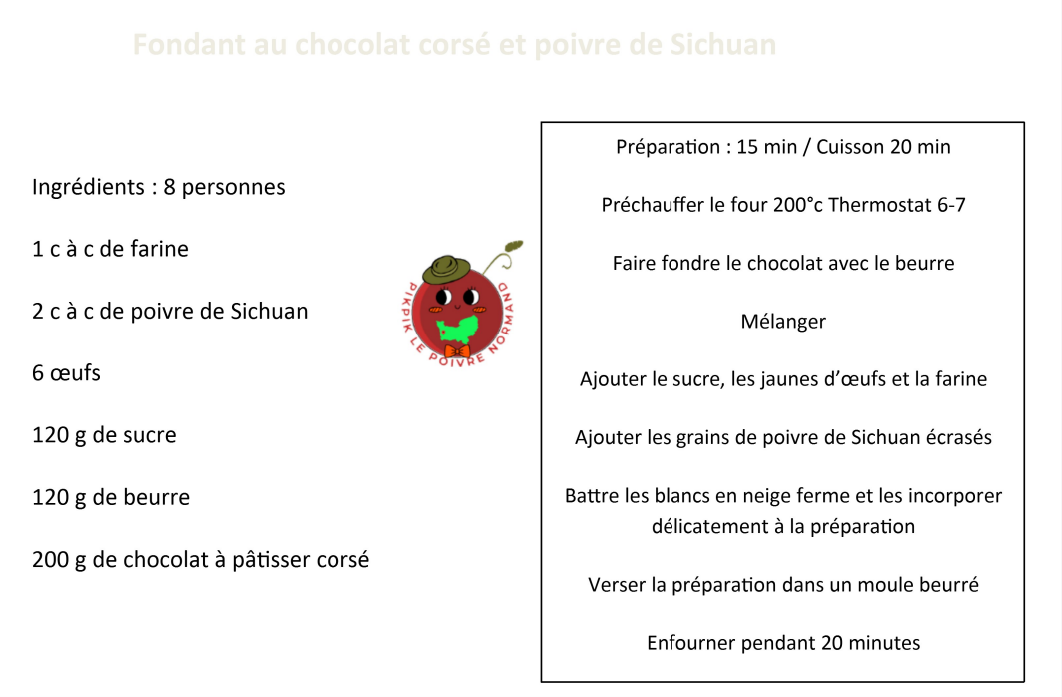 Fondant au chocolat corsé et poivre de Sichuan
Ingrédients : 8 personnes
1 c à c de farine
2 c à c de poivre de Sichuan
6 œufs
120 g de sucre
120 g de beurre
200 g de chocolat à pâtisser corsé
PIKPIK LE POIVRE NORMAND
Préparation : 15 min / Cuisson 20 min
Préchauffer le four 200°c Thermostat 6-7
Faire fondre le chocolat avec le beurre
Mélanger
Ajouter le sucre, les jaunes d’œufs et la farine
Ajouter les grains de poivre de Sichuan écrasés
Battre les blancs en neige ferme et les incorporer
délicatement à la préparation
Verser la préparation dans un moule beurré
Enfourner pendant 20 minutes